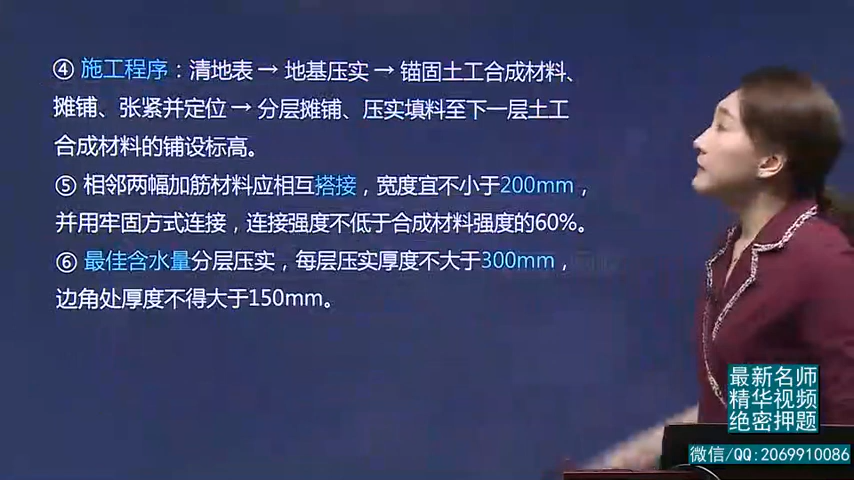 ④ 施工程序：清地表 → 地基压实 → 锚固土工合成材料、
摊铺、张紧并定位 → 分层摊铺、压实填料至下一层土工
合成材料的铺设标高。
⑤ 相邻两幅加筋材料应相互搭接，宽度宜不小于200mm，
并用牢固方式连接，连接强度不低于合成材料强度的60%。
⑥ 最佳含水量分层压实，每层压实厚度不大于300mm，
边角处厚度不得大于150mm。
最新名师
精华视频
绝密押题
微信/QQ:2069910086